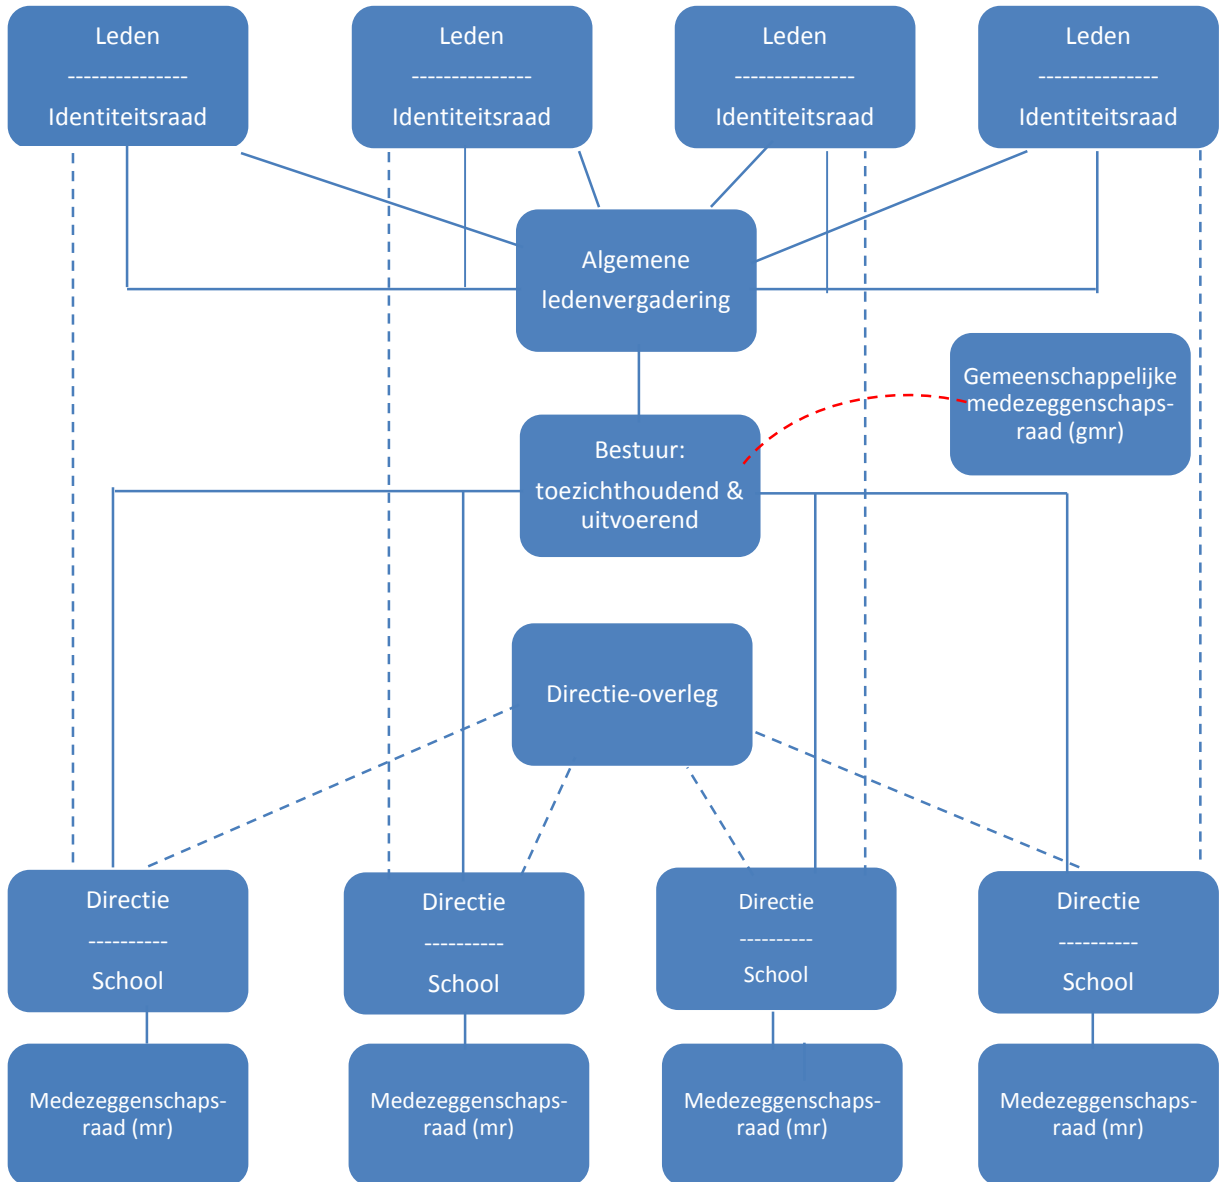 Leden
---------------
Identiteitsraad
Leden
---------------
Identiteitsraad
Leden
---------------
Identiteitsraad
Leden
---------------
Identiteitsraad
Algemene
ledenvergadering
Gemeenschappelijke
medezeggenschaps-
raad (gmr)
Bestuur:
toezichthoudend &
uitvoerend
Directie-overleg
Directie
----------
School
Directie
----------
School
Directie
----------
School
Directie
----------
School
Medezeggenschaps-
raad (mr)
Medezeggenschaps-
raad (mr)
Medezeggenschaps-
raad (mr)
Medezeggenschaps-
raad (mr)